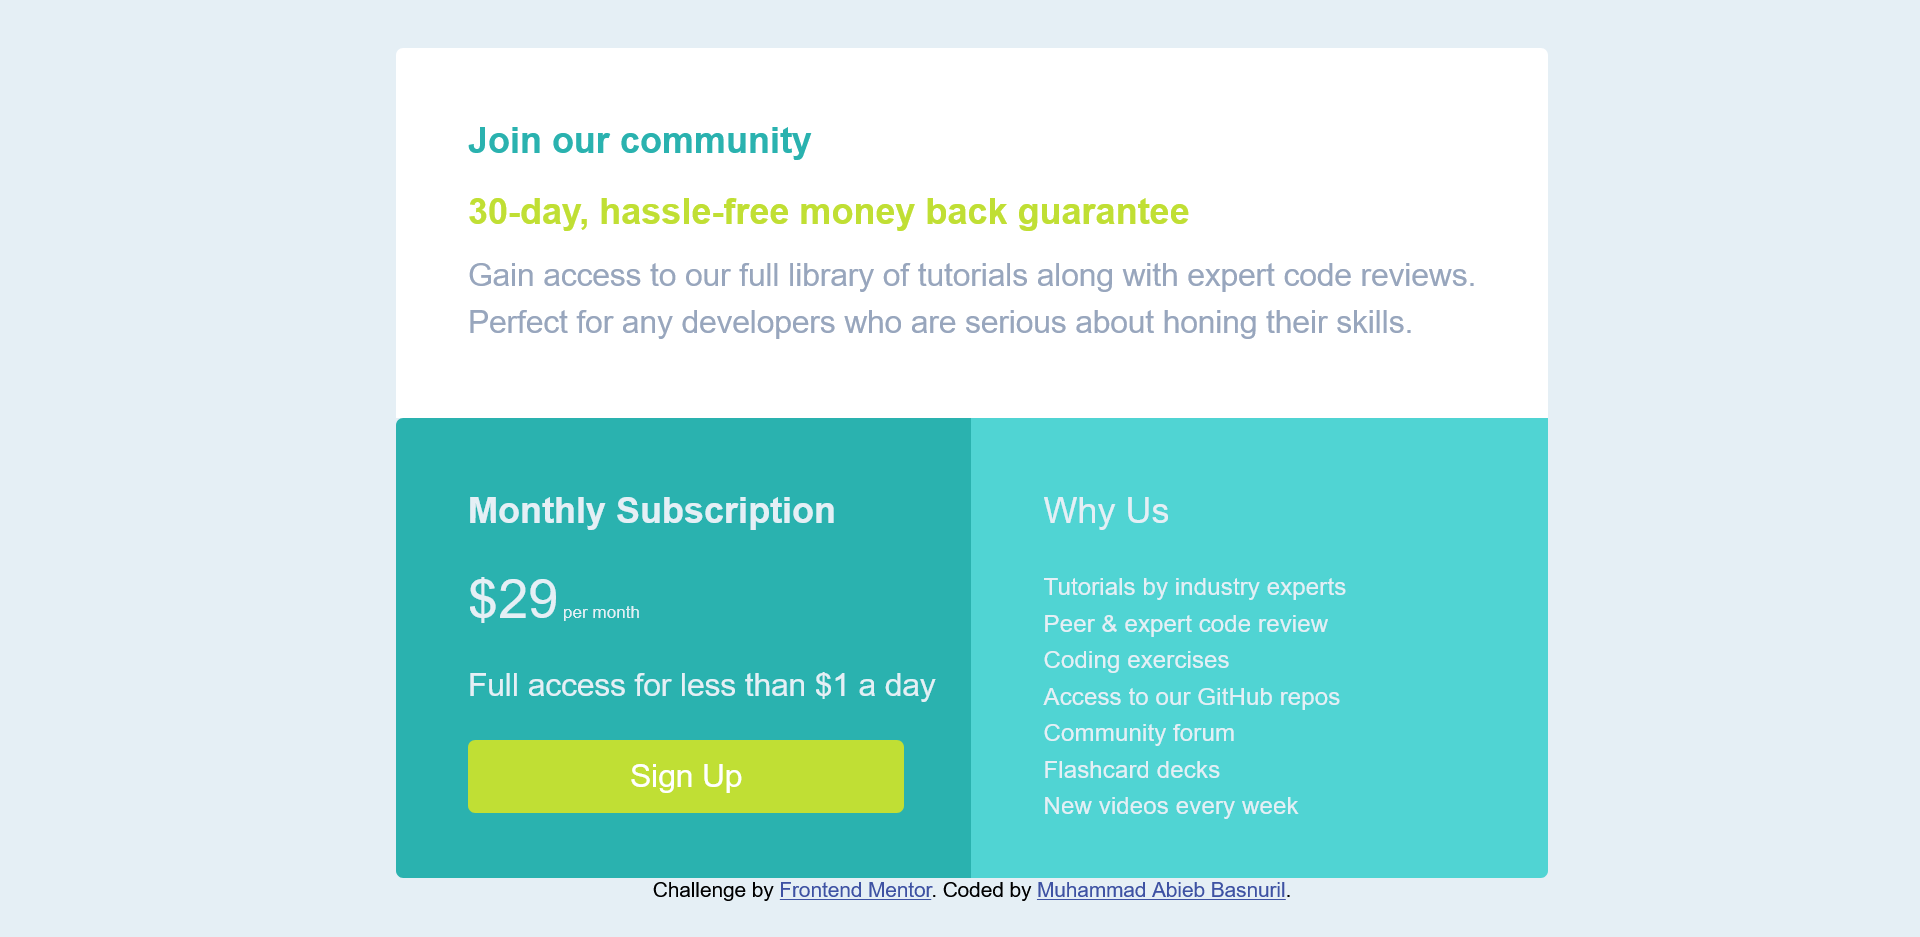 Join our community
30-day, hassle-free money back guarantee
Gain access to our full library of tutorials along with expert code reviews.
Perfect for any developers who are serious about honing their skills.
Monthly Subscription
$29 per month
Full access for less than $1 a day
Sign Up
Why Us
Tutorials by industry experts
Peer & expert code review
Coding exercises
Access to our GitHub repos
Community forum
Flashcard decks
New videos every week
Challenge by Frontend Mentor. Coded by Muhammad Abieb Basnuril.